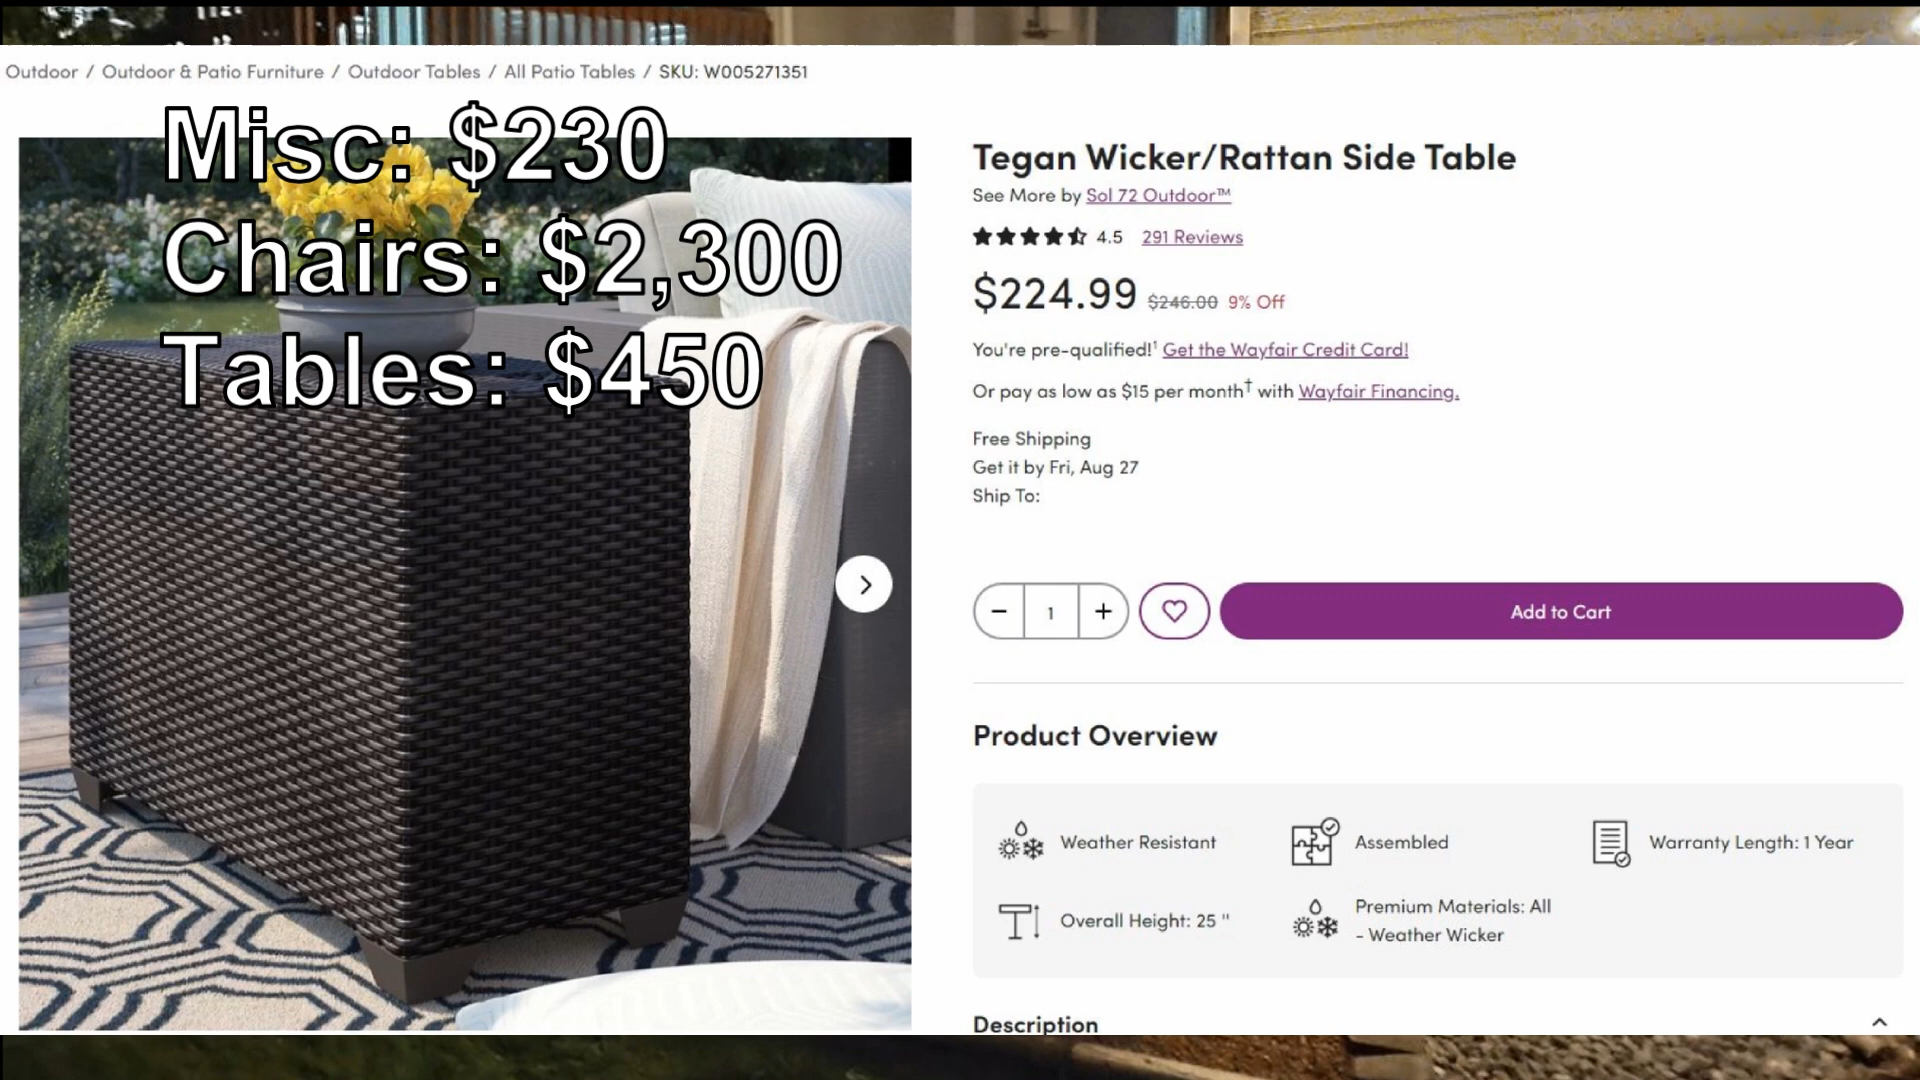 Outdoor / Outdoor & Patio Furniture / Outdoor Tables / All Patio Tables / SKU: W005271351
Misc: $230
Chairs: $2,300
Tables: $450
Tegan Wicker/Rattan Side Table
See More by Sol 72 Outdoor™
4.5 291 Reviews
$224.99 $246.00 9% Off
You're pre-qualified!¹ Get the Wayfair Credit Card!
Or pay as low as $15 per month† with Wayfair Financing.
Free Shipping
Get it by Fri, Aug 27
Ship To:
1
Add to Cart
Product Overview
Weather Resistant
Assembled
Warranty Length: 1 Year
Overall Height: 25 ''
Premium Materials: All
- Weather Wicker
Description